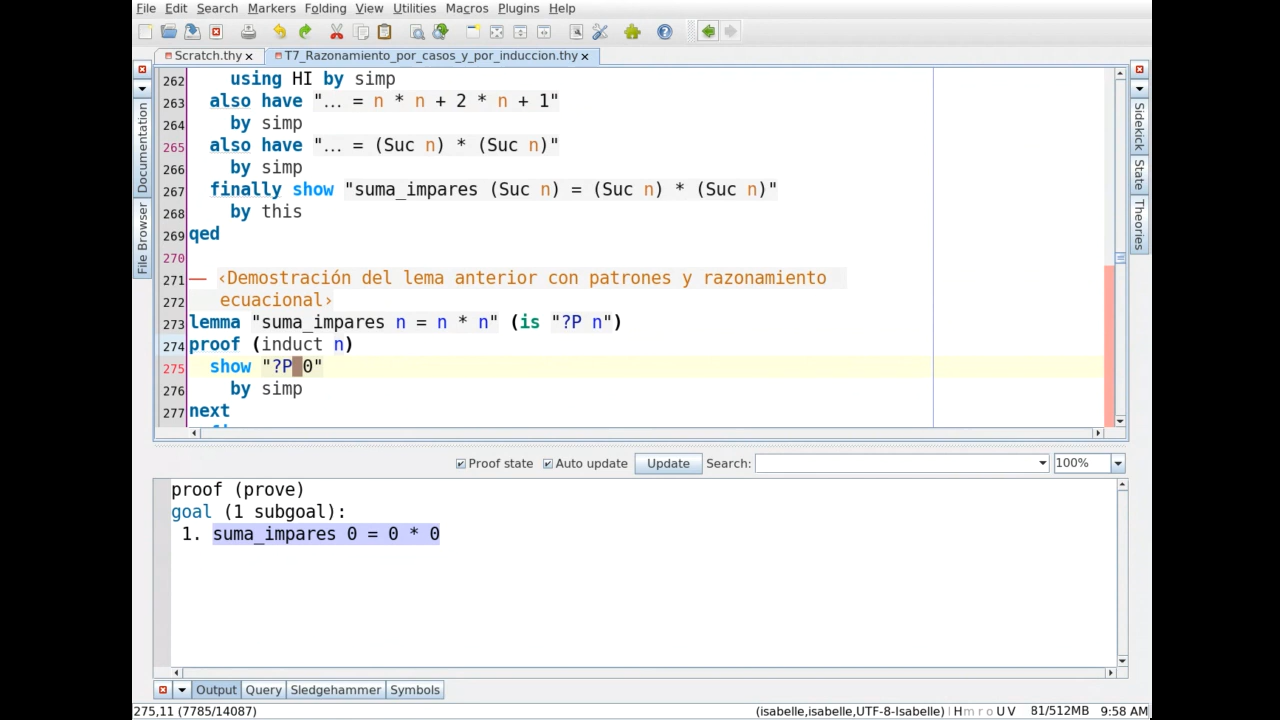 File Edit Search Markers Folding View Utilities Macros Plugins Help
Scratch.thy T7_Razonamiento_por_casos_y_por_induccion.thy
Documentation
File Browser
262 using HI by simp
263 also have "... = n * n + 2 * n + 1"
264 by simp
265 also have "... = (Suc n) * (Suc n)"
266 by simp
267 finally show "suma_impares (Suc n) = (Suc n) * (Suc n)"
268 by this
269 qed
270
271 — ‹Demostración del lema anterior con patrones y razonamiento
272 ecuacional›
273 lemma "suma_impares n = n * n" (is "?P n")
274 proof (induct n)
275 show "?P 0"
276 by simp
277 next
Sidekick
State
Theories
Proof state Auto update Update Search: 100%
proof (prove)
goal (1 subgoal):
1. suma_impares 0 = 0 * 0
Output Query Sledgehammer Symbols
275,11 (7785/14087) (isabelle,isabelle,UTF-8-Isabelle) | H m r o U V 81/512MB 9:58 AM